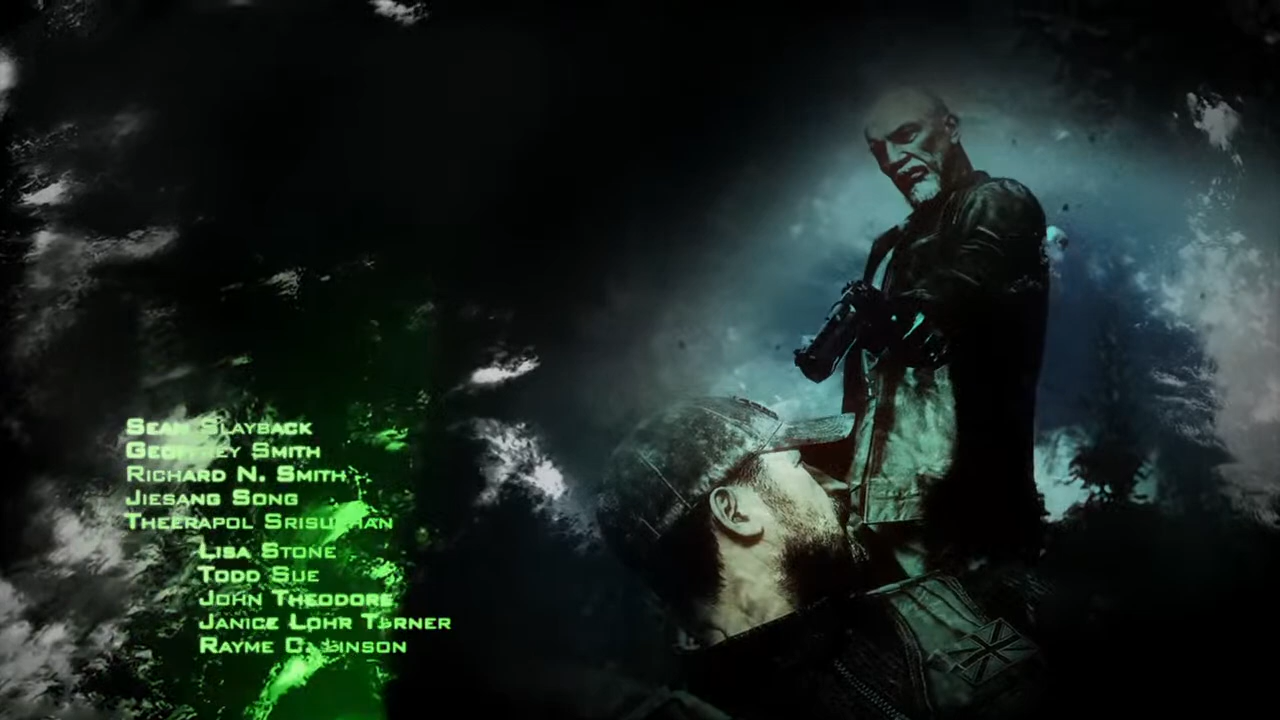 Sean Slayback
Geoffrey Smith
Richard N. Smith
Jiesang Song
Theerapol
Lisa Stone
Todd Sue
John Theodore
Janice Lohr Turner
Rayme C. Vinson